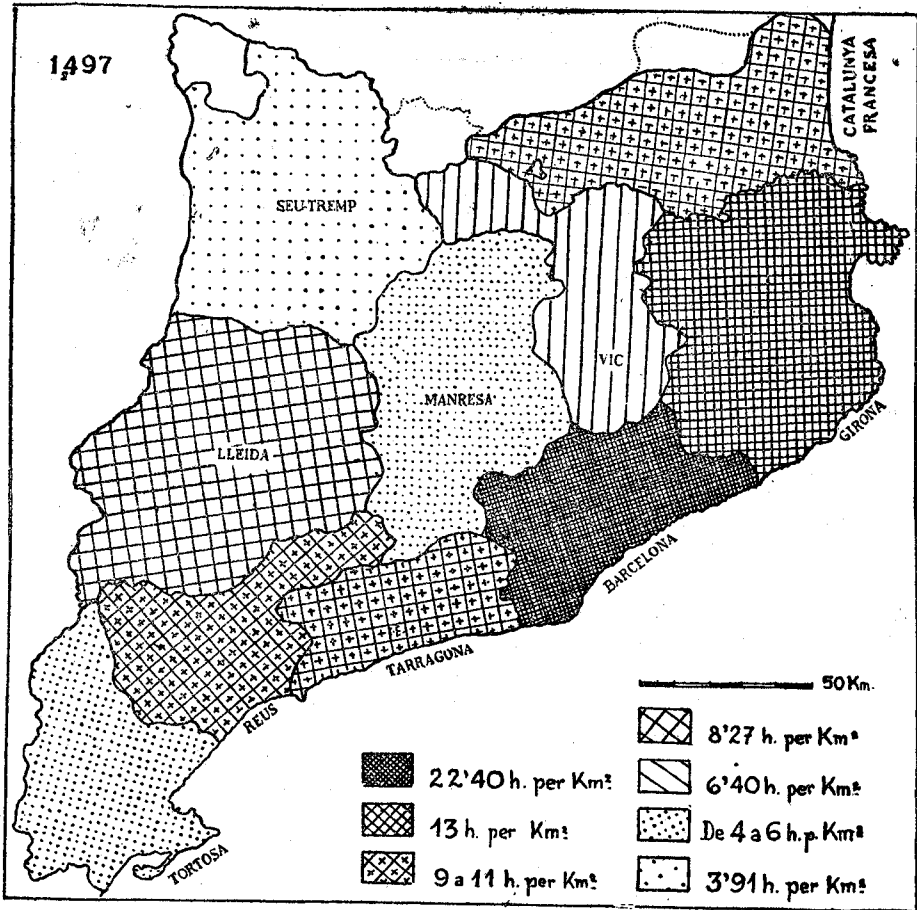 1497
CATALUNYA
FRANCESA
SEU-TREMP
VIC
MANRESA
LLEIDA
GIRONA
BARCELONA
TARRAGONA
REUS
TORTOSA
50 Km.
22'40 h. per Km²
13 h. per Km²
9 a 11 h. per Km²
8'27 h. per Km²
6'40 h. per Km²
De 4 a 6 h. p. Km²
3'91 h. per Km²